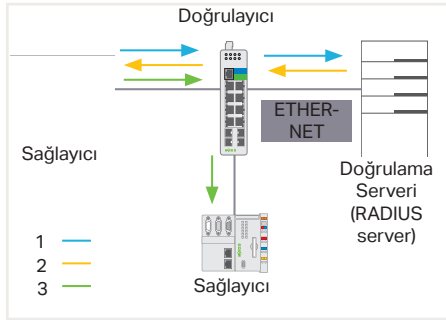 Doğrulayıcı
ETHER-
NET
Sağlayıcı
Doğrulama
Serveri
(RADIUS
server)
1
2
3
Sağlayıcı